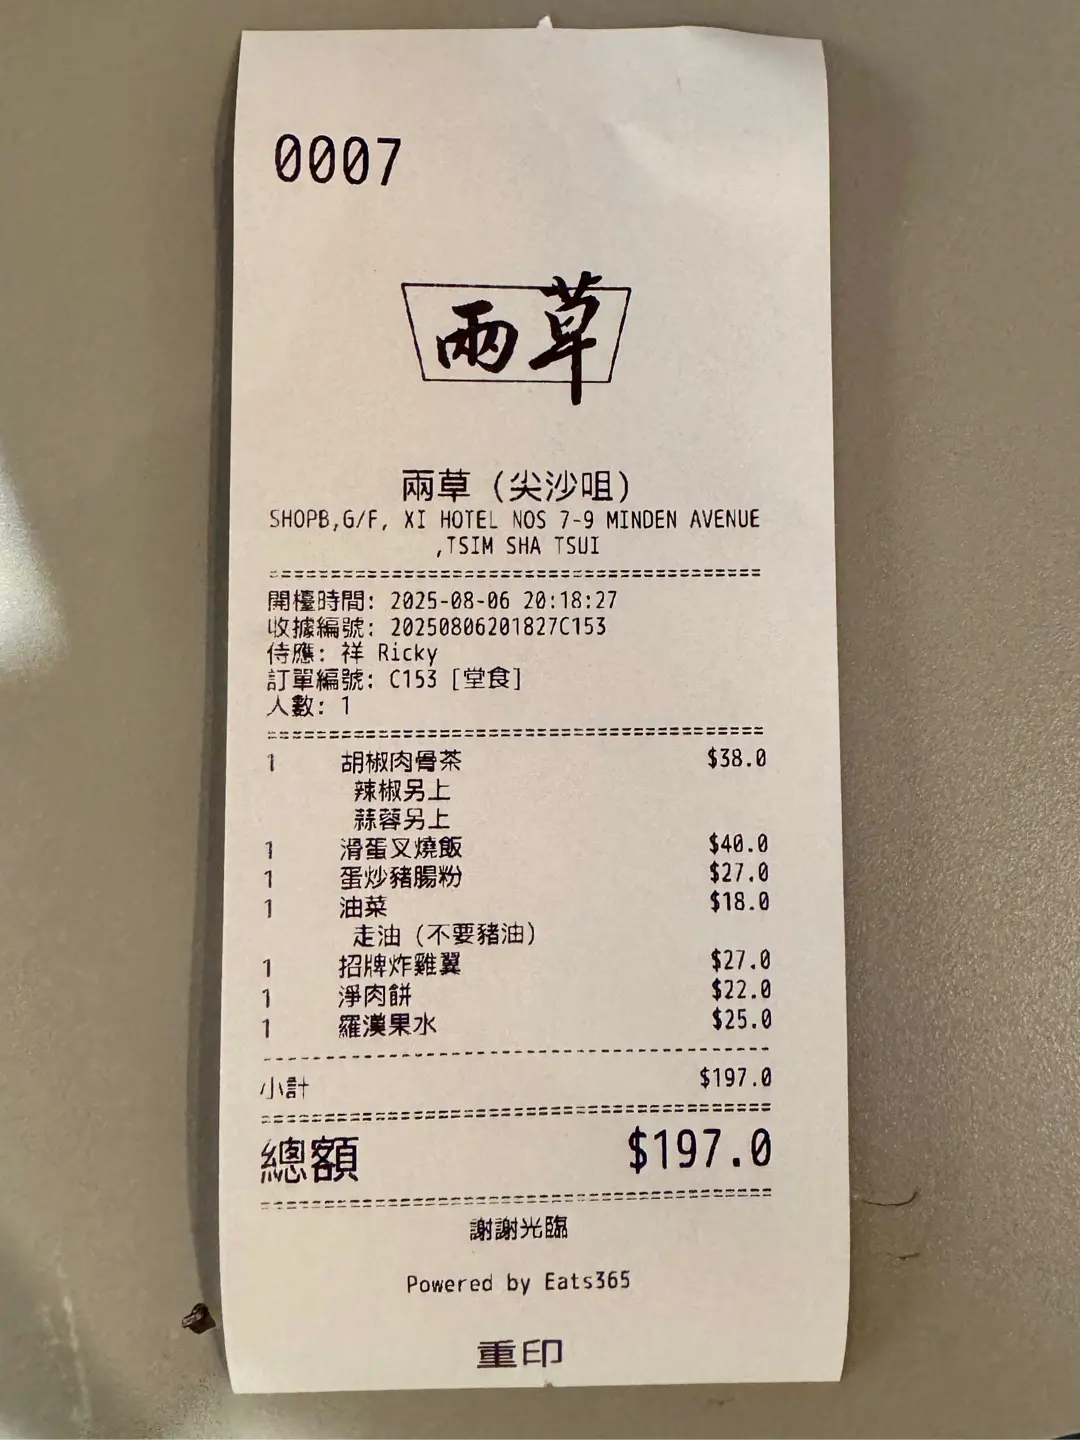 0007
兩草
兩草（尖沙咀）
SHOPB,G/F, XI HOTEL NOS 7-9 MINDEN AVENUE
,TSIM SHA TSUI
開檯時間: 2025-08-06 20:18:27
收據編號: 20250806201827C153
侍應: 祥 Ricky
訂單編號: C153 [堂食]
人數: 1
1 胡椒肉骨茶 $38.0
辣椒另上
蒜蓉另上
1 滑蛋叉燒飯 $40.0
1 蛋炒豬腸粉 $27.0
1 油菜 $18.0
走油（不要豬油）
1 招牌炸雞翼 $27.0
1 淨肉餅 $22.0
1 羅漢果水 $25.0
小計 $197.0
總額 $197.0
謝謝光臨
Powered by Eats365
重印